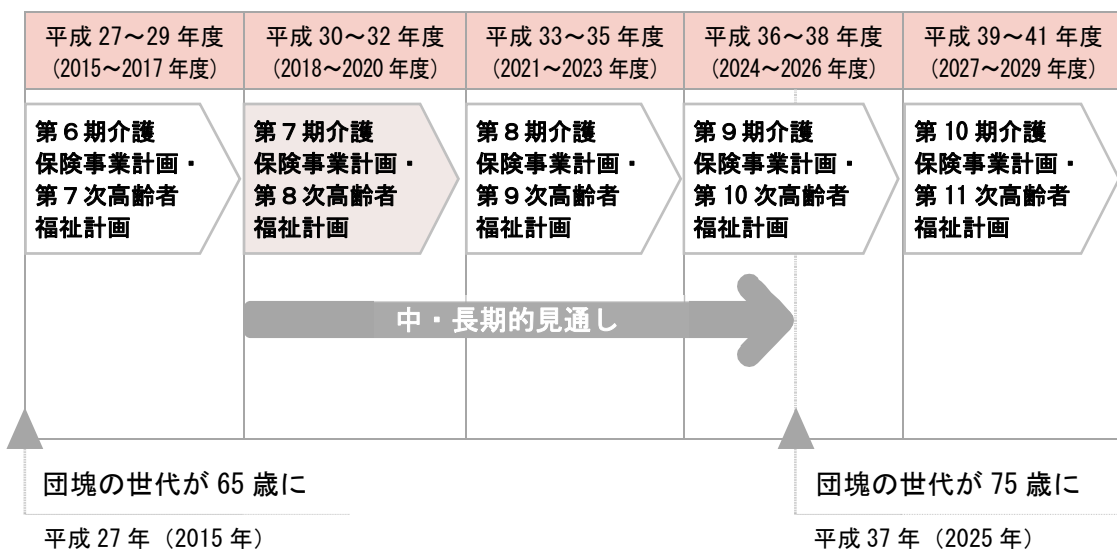 平成 27～29 年度
（2015～2017 年度）
平成 30～32 年度
（2018～2020 年度）
平成 33～35 年度
（2021～2023 年度）
平成 36～38 年度
（2024～2026 年度）
平成 39～41 年度
（2027～2029 年度）
第６期介護
保険事業計画・
第７次高齢者
福祉計画
第７期介護
保険事業計画・
第８次高齢者
福祉計画
第８期介護
保険事業計画・
第９次高齢者
福祉計画
第９期介護
保険事業計画・
第 10 次高齢者
福祉計画
第 10 期介護
保険事業計画・
第 11 次高齢者
福祉計画
中・長期的見通し
団塊の世代が 65 歳に
平成 27 年（2015 年）
団塊の世代が 75 歳に
平成 37 年（2025 年）